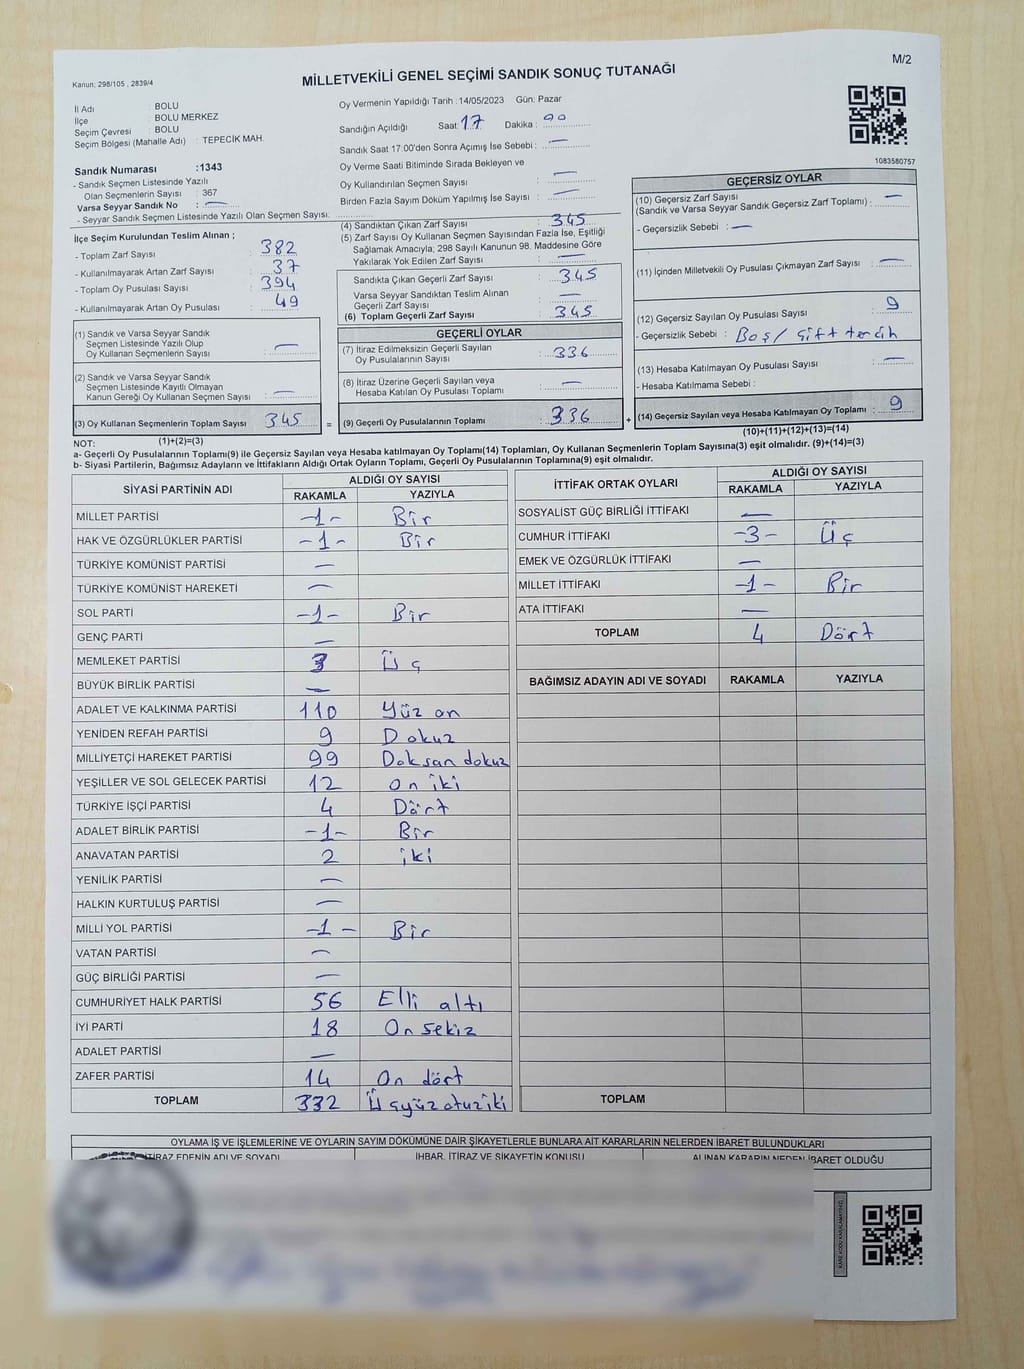 M/2
Kanun: 298/105 , 2839/4
MİLLETVEKİLİ GENEL SEÇİMİ SANDIK SONUÇ TUTANAĞI
İl Adı : BOLU
İlçe : BOLU MERKEZ
Seçim Çevresi : BOLU
Seçim Bölgesi (Mahalle Adı) : TEPECİK MAH.
Sandık Numarası :1343
- Sandık Seçmen Listesinde Yazılı
Olan Seçmenlerin Sayısı : 367
Varsa Seyyar Sandık No : —
- Seyyar Sandık Seçmen Listesinde Yazılı Olan Seçmen Sayısı:
Oy Vermenin Yapıldığı Tarih :14/05/2023 Gün: Pazar
Sandığın Açıldığı Saat: 17 Dakika : 00
Sandık Saat 17:00'den Sonra Açımış İse Sebebi : —
Oy Verme Saati Bitiminde Sırada Bekleyen ve
Oy Kullandırılan Seçmen Sayısı : —
Birden Fazla Sayım Döküm Yapılmış İse Sayısı : —
1083580757
İlçe Seçim Kurulundan Teslim Alınan ;
- Toplam Zarf Sayısı : 382
- Kullanılmayarak Artan Zarf Sayısı : 37
- Toplam Oy Pusulası Sayısı : 394
- Kullanılmayarak Artan Oy Pusulası : 49
(1) Sandık ve Varsa Seyyar Sandık
Seçmen Listesinde Yazılı Olup
Oy Kullanan Seçmenlerin Sayısı : —
(2) Sandık ve Varsa Seyyar Sandık
Seçmen Listesinde Kayıtlı Olmayan
Kanun Gereği Oy Kullanan Seçmen Sayısı : —
(3) Oy Kullanan Seçmenlerin Toplam Sayısı : 345
(1)+(2)=(3)
(4) Sandıktan Çıkan Zarf Sayısı : 345
(5) Zarf Sayısı Oy Kullanan Seçmen Sayısından Fazla İse, Eşitliği
Sağlamak Amacıyla; 298 Sayılı Kanunun 98. Maddesine Göre
Yakılarak Yok Edilen Zarf Sayısı : —
Sandıkta Çıkan Geçerli Zarf Sayısı : 345
Varsa Seyyar Sandıktan Teslim Alınan
Geçerli Zarf Sayısı : —
(6) Toplam Geçerli Zarf Sayısı : 345
GEÇERLİ OYLAR
(7) İtiraz Edilmeksizin Geçerli Sayılan
Oy Pusulalarının Sayısı : 336
(8) İtiraz Üzerine Geçerli Sayılan veya
Hesaba Katılan Oy Pusulası Toplamı : —
= (9) Geçerli Oy Pusulalarının Toplamı : 336 +
GEÇERSİZ OYLAR
(10) Geçersiz Zarf Sayısı
(Sandık ve Varsa Seyyar Sandık Geçersiz Zarf Toplamı) : —
- Geçersizlik Sebebi : —
(11) İçinden Milletvekili Oy Pusulası Çıkmayan Zarf Sayısı : —
(12) Geçersiz Sayılan Oy Pusulası Sayısı : 9
- Geçersizlik Sebebi : Boş/ çift tercih
(13) Hesaba Katılmayan Oy Pusulası Sayısı : —
- Hesaba Katılmama Sebebi :
(14) Geçersiz Sayılan veya Hesaba Katılmayan Oy Toplamı : 9
(10)+(11)+(12)+(13)=(14)
NOT:
a- Geçerli Oy Pusulalarının Toplamı(9) ile Geçersiz Sayılan veya Hesaba katılmayan Oy Toplamı(14) Toplamları, Oy Kullanan Seçmenlerin Toplam Sayısına(3) eşit olmalıdır. (9)+(14)=(3)
b- Siyasi Partilerin, Bağımsız Adayların ve İttifakların Aldığı Ortak Oyların Toplamı, Geçerli Oy Pusulalarının Toplamına(9) eşit olmalıdır.
SİYASİ PARTİNİN ADI ALDIĞI OY SAYISI
RAKAMLA YAZIYLA
MİLLET PARTİSİ -1- Bir
HAK VE ÖZGÜRLÜKLER PARTİSİ -1- Bir
TÜRKİYE KOMÜNİST PARTİSİ —
TÜRKİYE KOMÜNİST HAREKETİ —
SOL PARTİ -1- Bir
GENÇ PARTİ —
MEMLEKET PARTİSİ 3 Üç
BÜYÜK BİRLİK PARTİSİ —
ADALET VE KALKINMA PARTİSİ 110 Yüz on
YENİDEN REFAH PARTİSİ 9 Dokuz
MİLLİYETÇİ HAREKET PARTİSİ 99 Doksan dokuz
YEŞİLLER VE SOL GELECEK PARTİSİ 12 on iki
TÜRKİYE İŞÇİ PARTİSİ 4 Dört
ADALET BİRLİK PARTİSİ -1- Bir
ANAVATAN PARTİSİ 2 iki
YENİLİK PARTİSİ —
HALKIN KURTULUŞ PARTİSİ —
MİLLİ YOL PARTİSİ -1- Bir
VATAN PARTİSİ —
GÜÇ BİRLİĞİ PARTİSİ —
CUMHURİYET HALK PARTİSİ 56 Elli altı
İYİ PARTİ 18 On sekiz
ADALET PARTİSİ —
ZAFER PARTİSİ 14 On dört
TOPLAM 332 Üçyüz otuz iki
İTTİFAK ORTAK OYLARI ALDIĞI OY SAYISI
RAKAMLA YAZIYLA
SOSYALİST GÜÇ BİRLİĞİ İTTİFAKI —
CUMHUR İTTİFAKI -3- Üç
EMEK VE ÖZGÜRLÜK İTTİFAKI —
MİLLET İTTİFAKI -1- Bir
ATA İTTİFAKI —
TOPLAM 4 Dört
BAĞIMSIZ ADAYIN ADI VE SOYADI RAKAMLA YAZIYLA
TOPLAM
OYLAMA İŞ VE İŞLEMLERİNE VE OYLARIN SAYIM DÖKÜMÜNE DAİR ŞİKAYETLERLE BUNLARA AİT KARARLARIN NELERDEN İBARET BULUNDUKLARI
İTİRAZ EDENİN ADI VE SOYADI İHBAR, İTİRAZ VE ŞİKAYETİN KONUSU ALINAN KARARIN NEDEN İBARET OLDUĞU